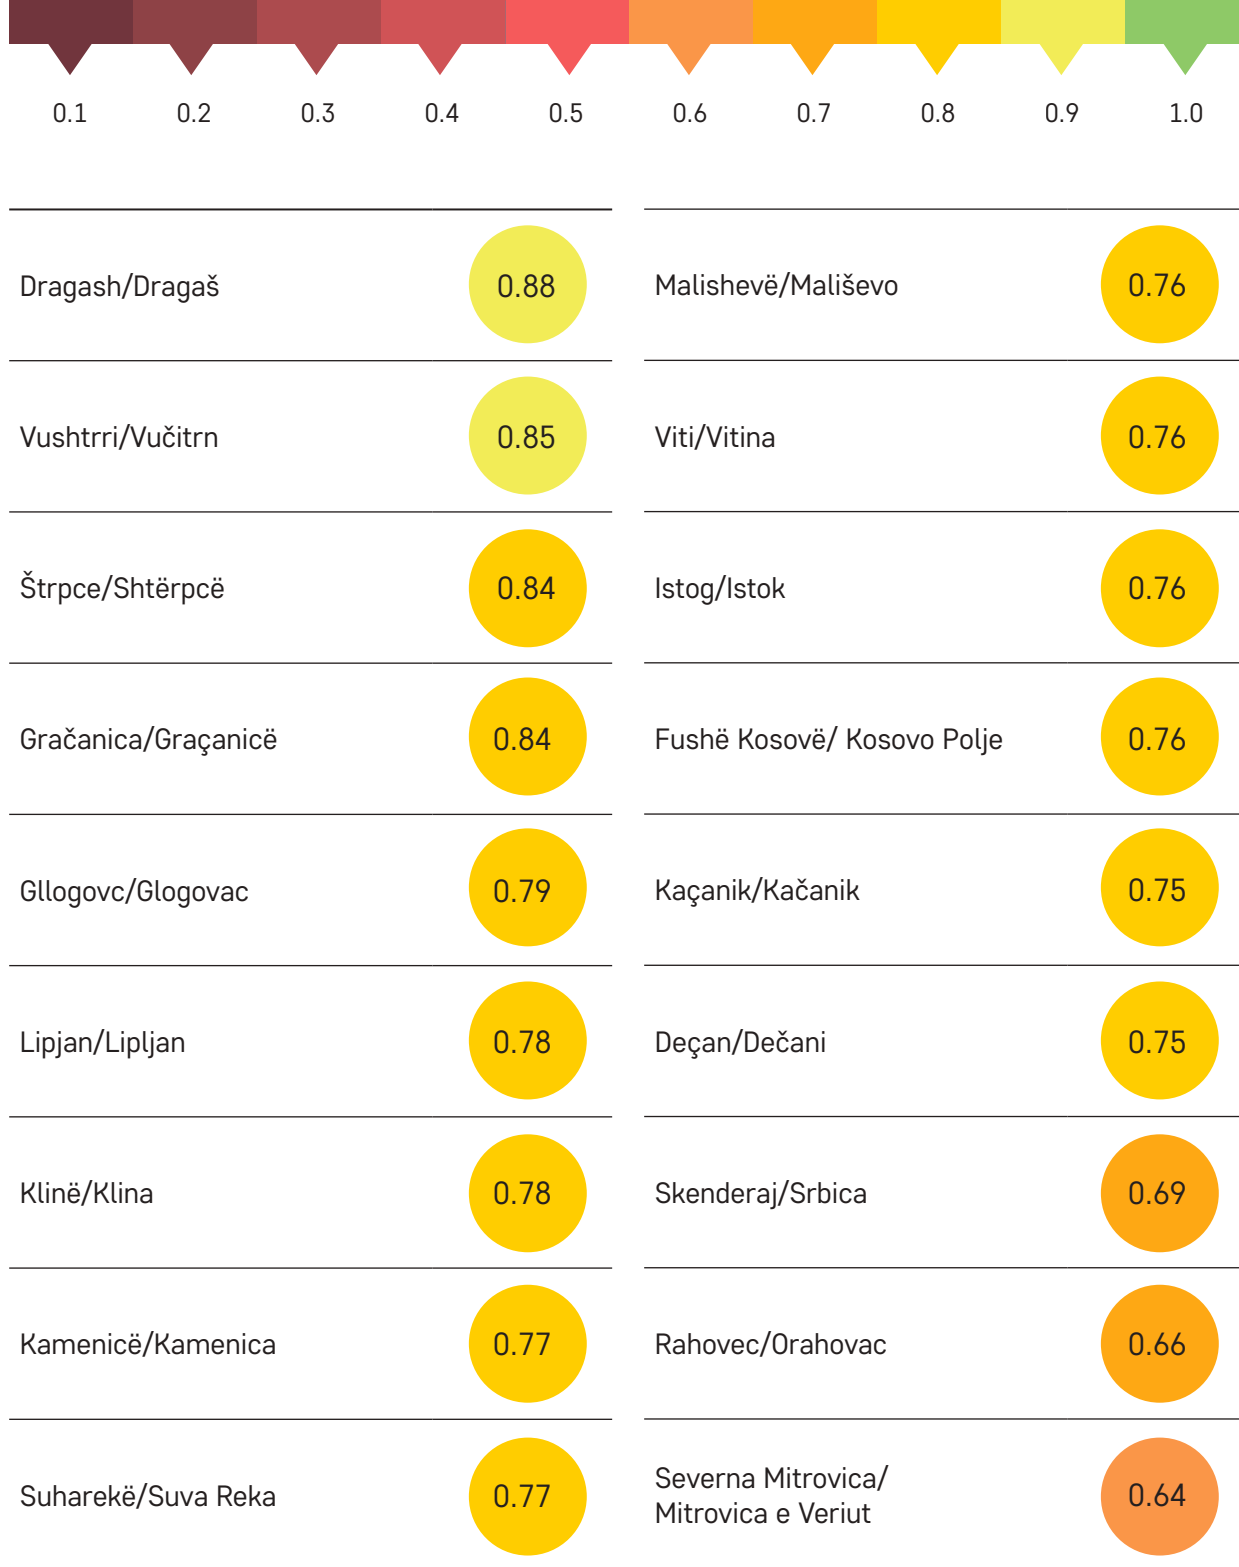 0.1 0.2 0.3 0.4 0.5 0.6 0.7 0.8 0.9 1.0
Dragash/Dragaš 0.88
Vushtrri/Vučitrn 0.85
Štrpce/Shtërpcë 0.84
Gračanica/Graçanicë 0.84
Gllogovc/Glogovac 0.79
Lipjan/Lipljan 0.78
Klinë/Klina 0.78
Kamenicë/Kamenica 0.77
Suharekë/Suva Reka 0.77
Malishevë/Mališevo 0.76
Viti/Vitina 0.76
Istog/Istok 0.76
Fushë Kosovë/ Kosovo Polje 0.76
Kaçanik/Kačanik 0.75
Deçan/Dečani 0.75
Skenderaj/Srbica 0.69
Rahovec/Orahovac 0.66
Severna Mitrovica/
Mitrovica e Veriut 0.64